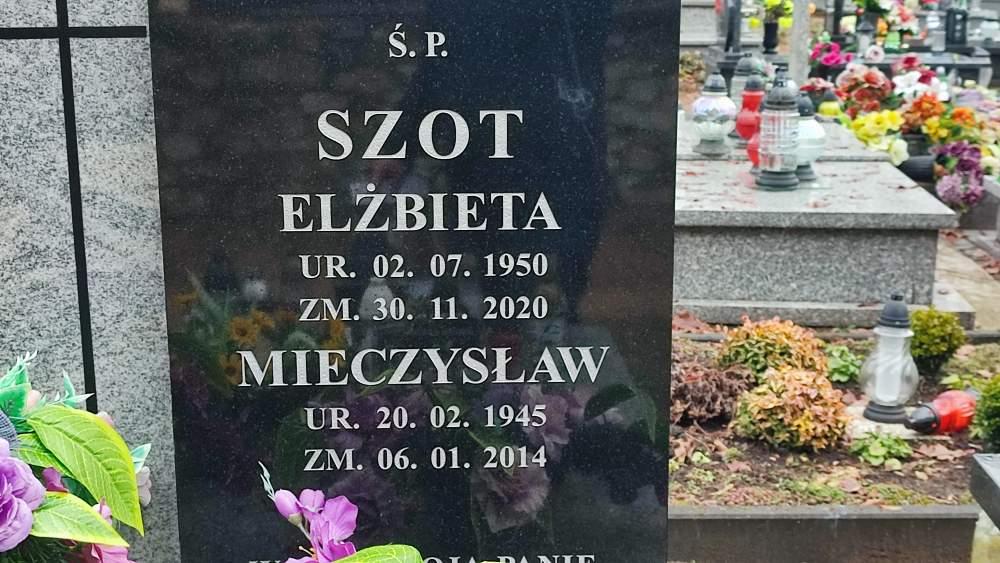 Ś. P.
SZOT
ELŻBIETA
UR. 02. 07. 1950
ZM. 30. 11. 2020
MIECZYSŁAW
UR. 20. 02. 1945
ZM. 06. 01. 2014
PANIE